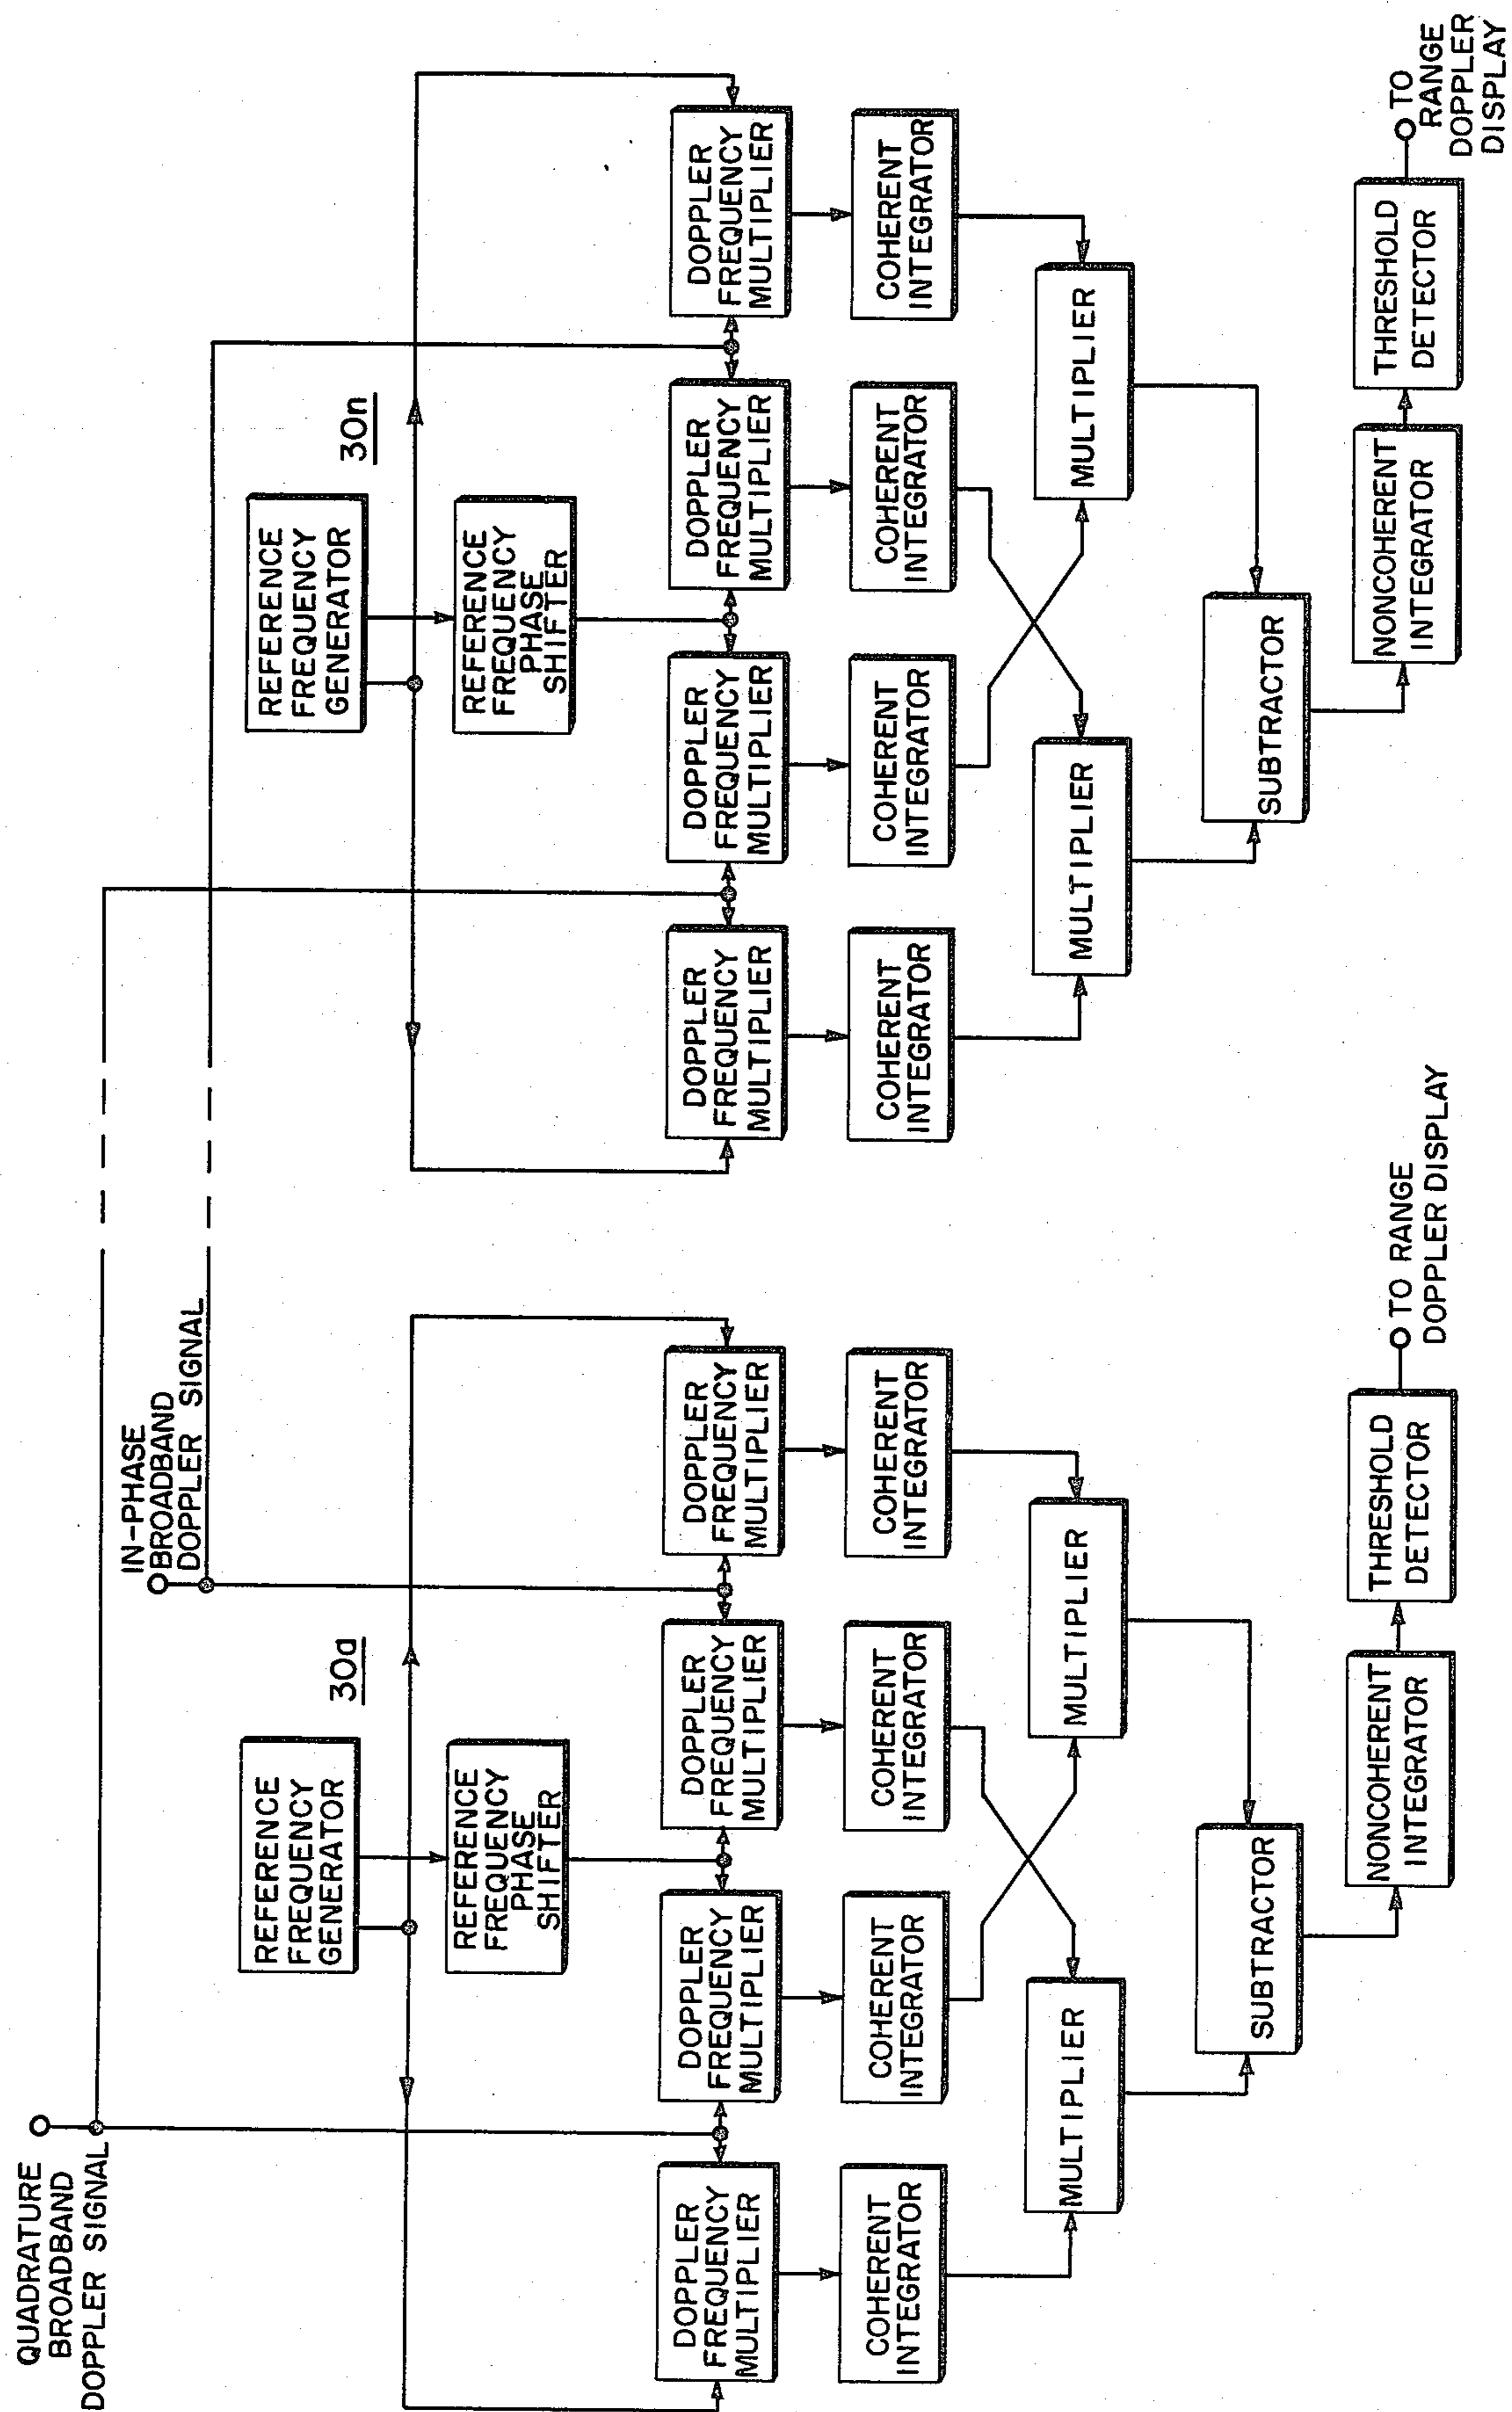 QUADRATURE
BROADBAND
DOPPLER SIGNAL
IN-PHASE
BROADBAND
DOPPLER SIGNAL
30a
REFERENCE
FREQUENCY
GENERATOR
REFERENCE
FREQUENCY
PHASE
SHIFTER
DOPPLER
FREQUENCY
MULTIPLIER
DOPPLER
FREQUENCY
MULTIPLIER
DOPPLER
FREQUENCY
MULTIPLIER
DOPPLER
FREQUENCY
MULTIPLIER
COHERENT
INTEGRATOR
COHERENT
INTEGRATOR
COHERENT
INTEGRATOR
COHERENT
INTEGRATOR
MULTIPLIER
MULTIPLIER
SUBTRACTOR
NONCOHERENT
INTEGRATOR
THRESHOLD
DETECTOR
TO RANGE
DOPPLER DISPLAY
30n
REFERENCE
FREQUENCY
GENERATOR
REFERENCE
FREQUENCY
PHASE
SHIFTER
DOPPLER
FREQUENCY
MULTIPLIER
DOPPLER
FREQUENCY
MULTIPLIER
DOPPLER
FREQUENCY
MULTIPLIER
DOPPLER
FREQUENCY
MULTIPLIER
COHERENT
INTEGRATOR
COHERENT
INTEGRATOR
COHERENT
INTEGRATOR
COHERENT
INTEGRATOR
MULTIPLIER
MULTIPLIER
SUBTRACTOR
NONCOHERENT
INTEGRATOR
THRESHOLD
DETECTOR
TO
RANGE
DOPPLER
DISPLAY